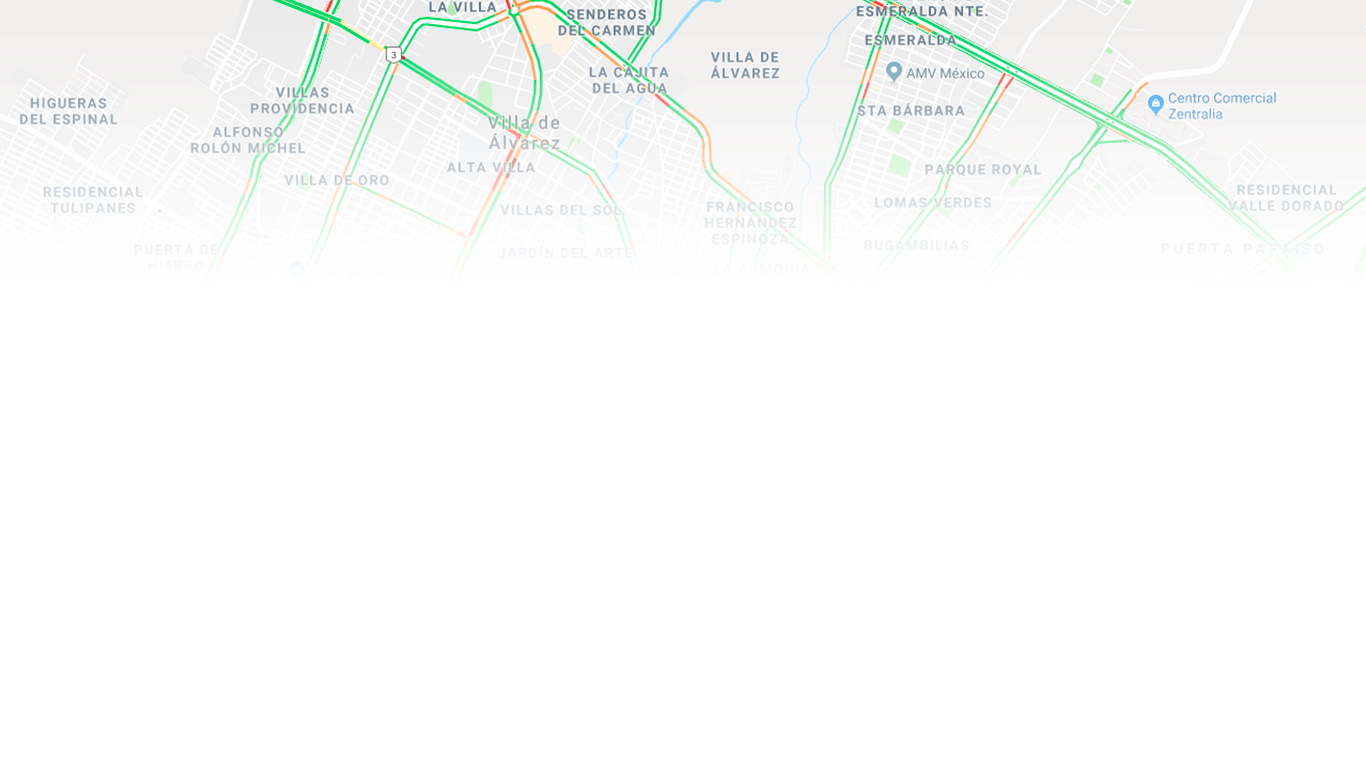 LA VILLA
SENDEROS
DEL CARMEN
ESMERALDA NTE.
ESMERALDA
3
VILLA DE
ÁLVAREZ
LA CAJITA
DEL AGUA
AMV México
VILLAS
PROVIDENCIA
HIGUERAS
DEL ESPINAL
Centro Comercial
Zentralia
STA BÁRBARA
Villa de
Álvarez
ALFONSO
ROLÓN MICHEL
ALTA VILLA
PARQUE ROYAL
VILLA DE ORO
RESIDENCIAL
TULIPANES
RESIDENCIAL
VALLE DORADO
LOMAS VERDES
VILLAS DEL SOL
FRANCISCO
HERNÁNDEZ
ESPINOZA
BUGAMBILIAS
PUERTA PARAÍSO
PUERTA DE
HIERRO
JARDÍN DEL ARTE
LA ARMONÍA